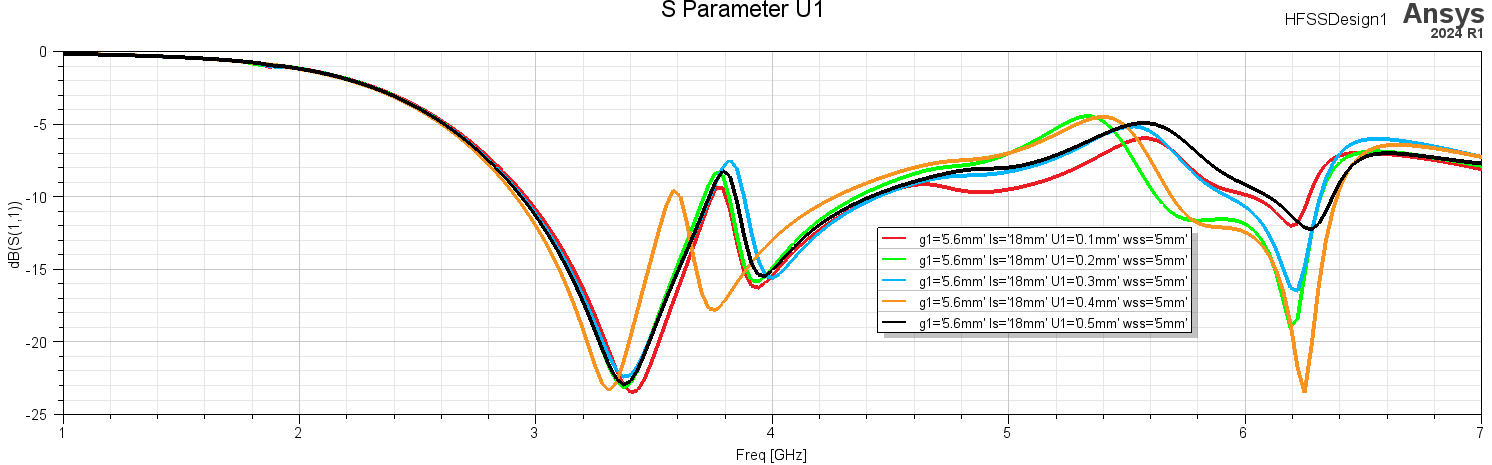 S Parameter U1
HFSSDesign1
Ansys
2024 R1
0
-5
-10
-15
-20
-25
dB(S(1,1))
g1='5.6mm' ls='18mm' U1='0.1mm' wss='5mm'
g1='5.6mm' ls='18mm' U1='0.2mm' wss='5mm'
g1='5.6mm' ls='18mm' U1='0.3mm' wss='5mm'
g1='5.6mm' ls='18mm' U1='0.4mm' wss='5mm'
g1='5.6mm' ls='18mm' U1='0.5mm' wss='5mm'
1 2 3 4 5 6 7
Freq [GHz]